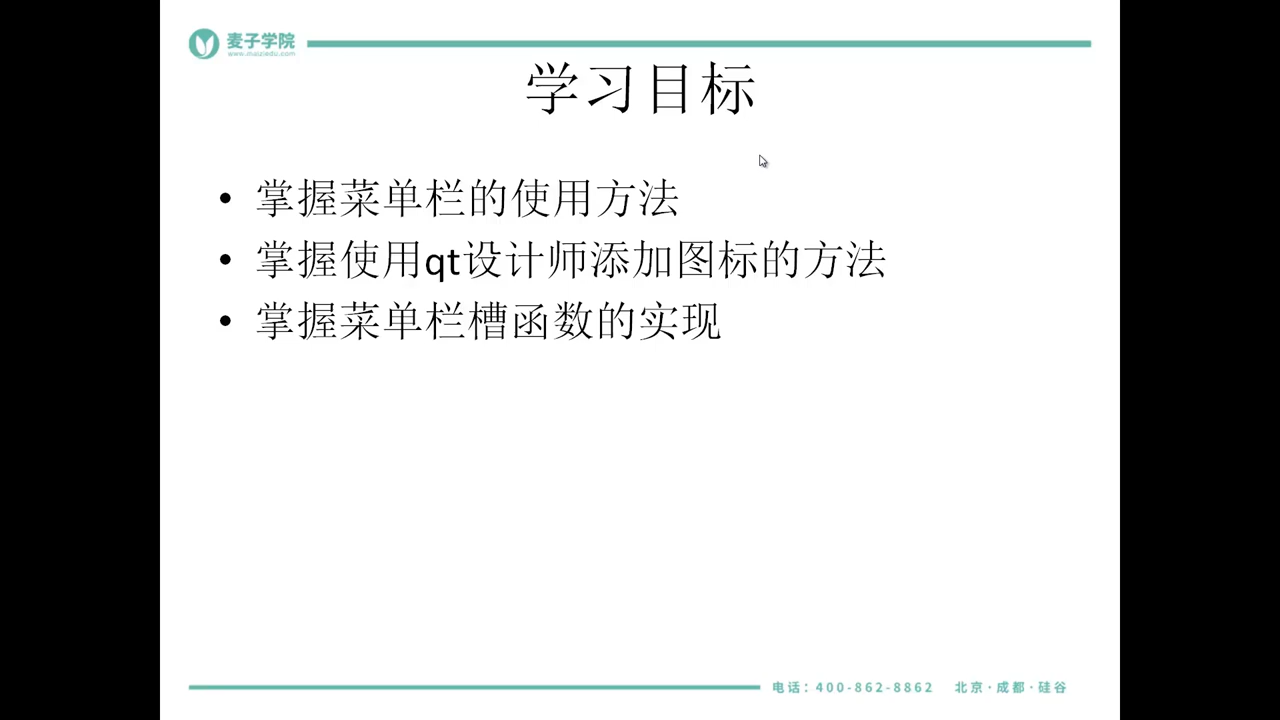 麦子学院
www.maiziedu.com
学习目标
• 掌握菜单栏的使用方法
• 掌握使用qt设计师添加图标的方法
• 掌握菜单栏槽函数的实现
电话：400-862-8862 北京·成都·硅谷